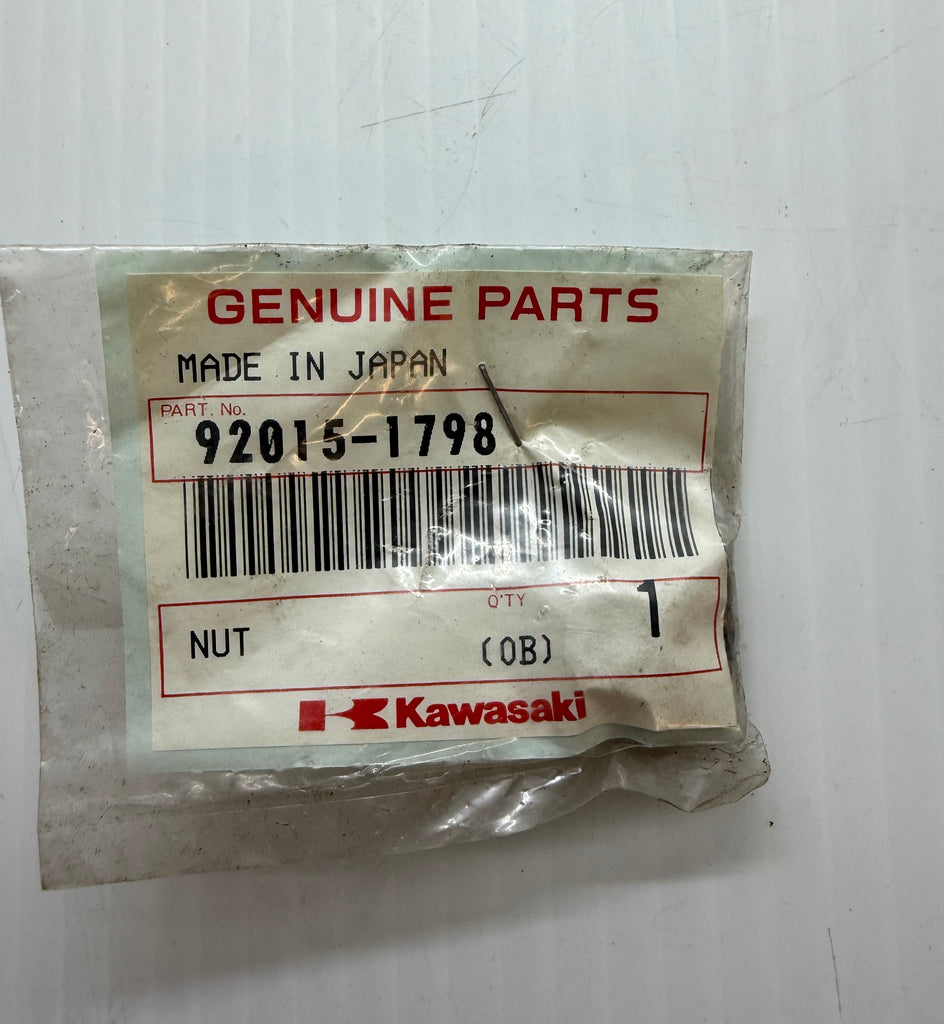 GENUINE PARTS
MADE IN JAPAN
PART. No.
92015-1798
Q'TY 1
NUT (OB)
Kawasaki